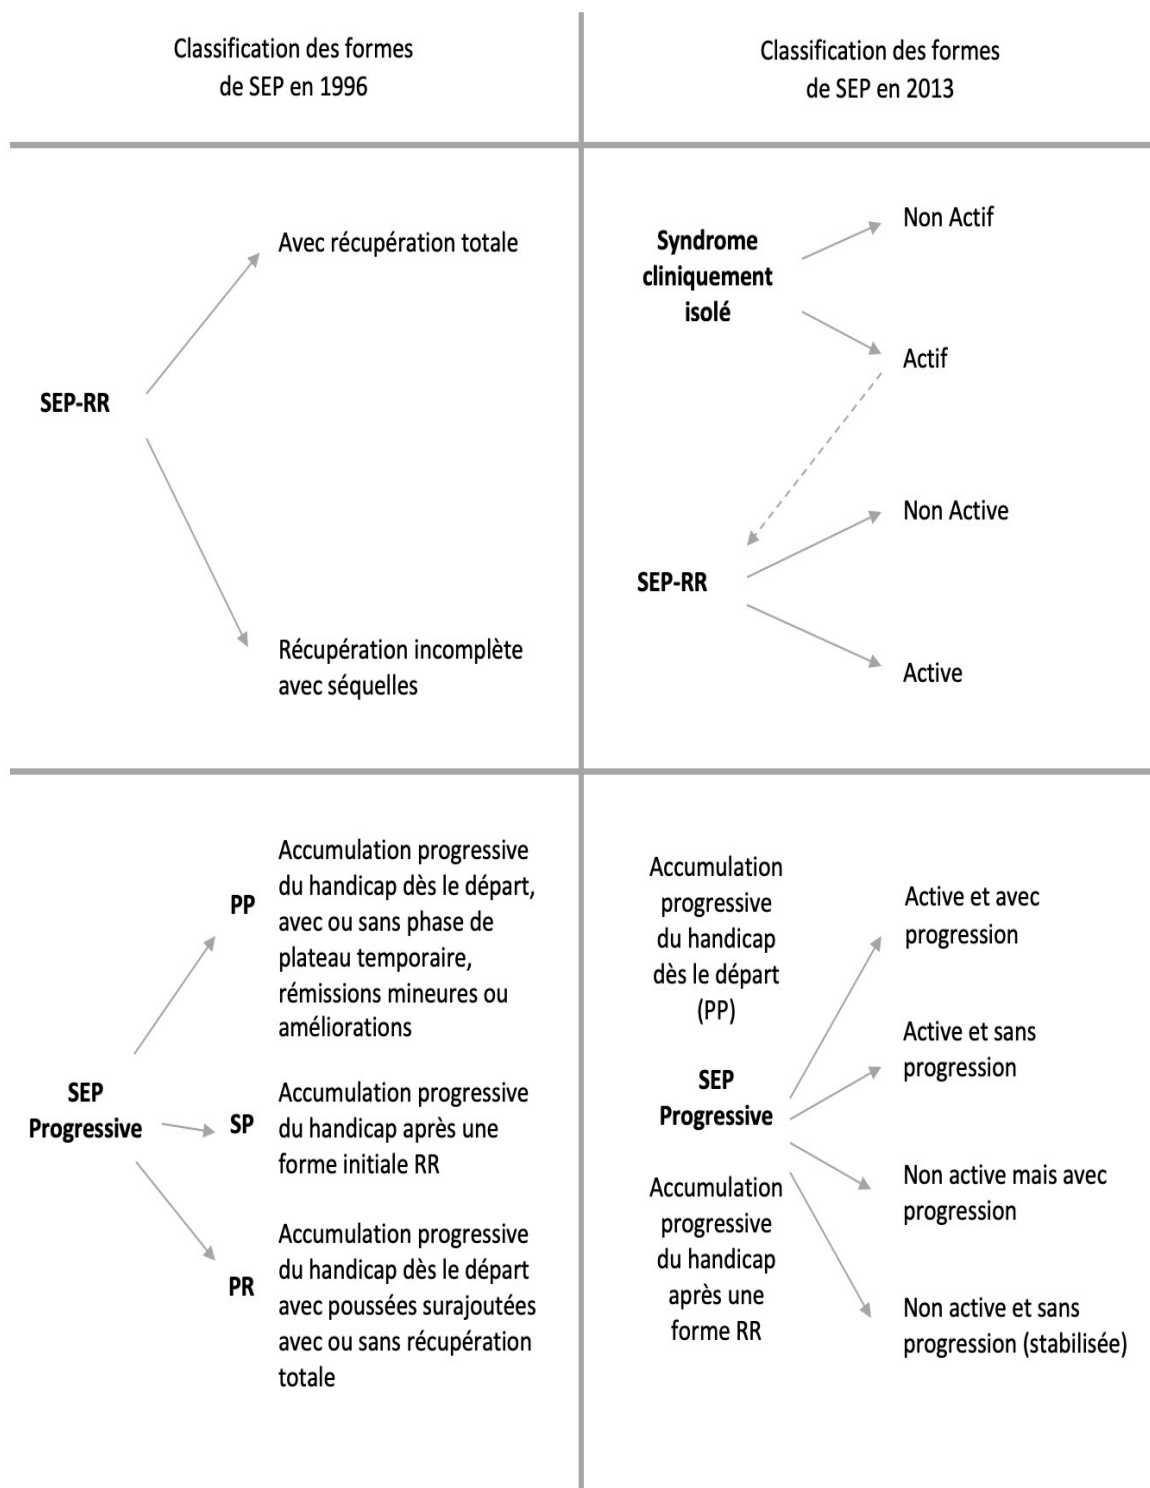 Classification des formes
de SEP en 1996
Classification des formes
de SEP en 2013
SEP-RR
Avec récupération totale
Récupération incomplète
avec séquelles
Syndrome
cliniquement
isolé
Non Actif
Actif
SEP-RR
Non Active
Active
SEP
Progressive
PP
Accumulation progressive
du handicap dès le départ,
avec ou sans phase de
plateau temporaire,
rémissions mineures ou
améliorations
SP
Accumulation progressive
du handicap après une
forme initiale RR
PR
Accumulation progressive
du handicap dès le départ
avec poussées surajoutées
avec ou sans récupération
totale
Accumulation
progressive
du handicap
dès le départ
(PP)
SEP
Progressive
Accumulation
progressive
du handicap
après une
forme RR
Active et avec
progression
Active et sans
progression
Non active mais avec
progression
Non active et sans
progression (stabilisée)